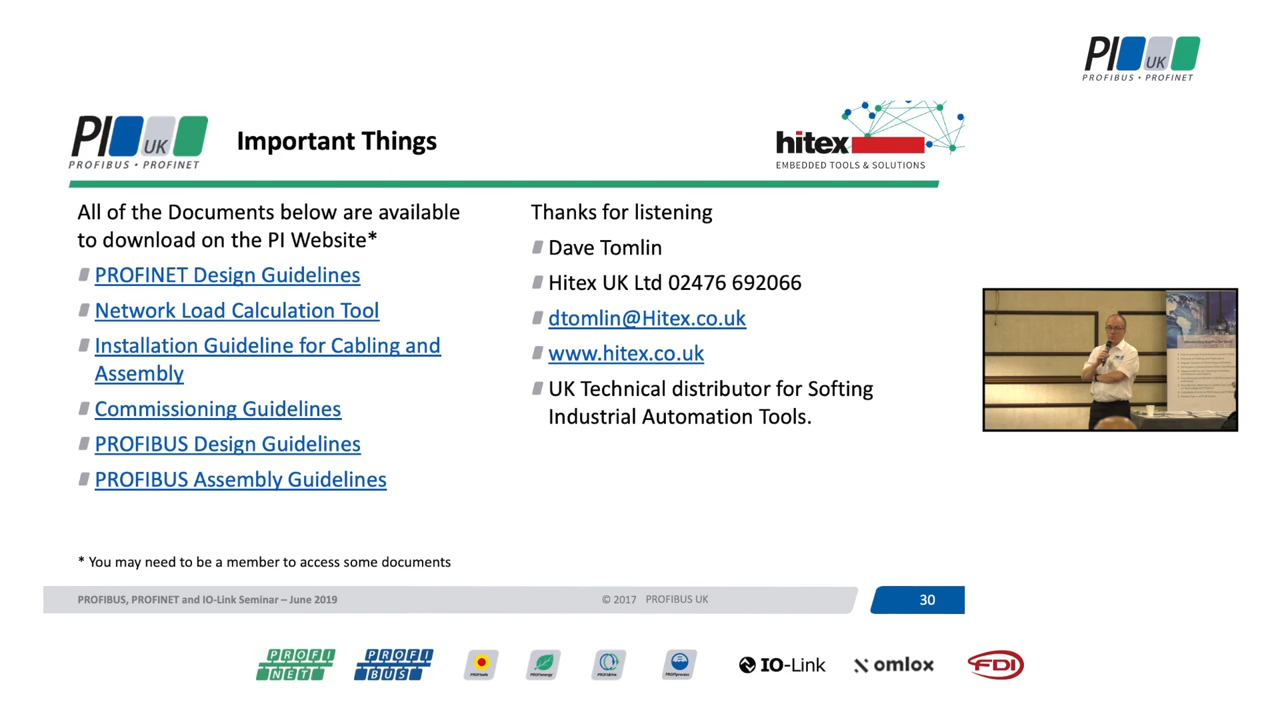 PI UK
PROFIBUS • PROFINET
PI UK
PROFIBUS • PROFINET
Important Things
hitex
EMBEDDED TOOLS & SOLUTIONS
All of the Documents below are available
to download on the PI Website*
PROFINET Design Guidelines
Network Load Calculation Tool
Installation Guideline for Cabling and
Assembly
Commissioning Guidelines
PROFIBUS Design Guidelines
PROFIBUS Assembly Guidelines
* You may need to be a member to access some documents
Thanks for listening
Dave Tomlin
Hitex UK Ltd 02476 692066
dtomlin@Hitex.co.uk
www.hitex.co.uk
UK Technical distributor for Softing
Industrial Automation Tools.
PROFIBUS, PROFINET and IO-Link Seminar – June 2019
© 2017 PROFIBUS UK
30
PROFI
NET
PROFI
BUS
PROFIsafe
PROFIenergy
PROFIdrive
PROFIprocess
IO-Link
omlox
FDI